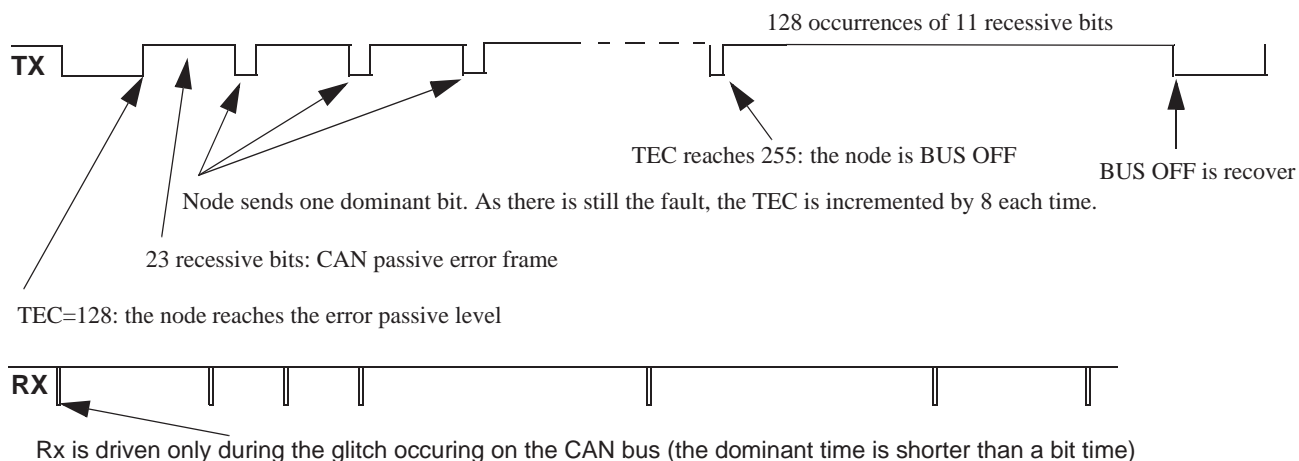 128 occurrences of 11 recessive bits
TX
TEC reaches 255: the node is BUS OFF
BUS OFF is recover
Node sends one dominant bit. As there is still the fault, the TEC is incremented by 8 each time.
23 recessive bits: CAN passive error frame
TEC=128: the node reaches the error passive level
RX
Rx is driven only during the glitch occuring on the CAN bus (the dominant time is shorter than a bit time)